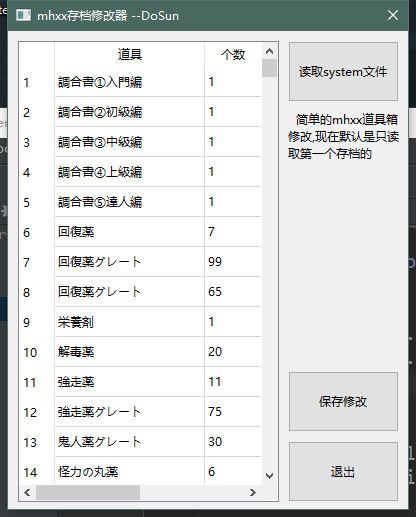 mhxx存档修改器 --DoSun
道具 个数
1 調合書①入門編 1
2 調合書②初級編 1
3 調合書③中級編 1
4 調合書④上級編 1
5 調合書⑤達人編 1
6 回復薬 7
7 回復薬グレート 99
8 回復薬グレート 65
9 栄養剤 1
10 解毒薬 20
11 強走薬 11
12 強走薬グレート 75
13 鬼人薬グレート 30
14 怪力の丸薬 6
读取system文件
简单的mhxx道具箱
修改,现在默认是只读
取第一个存档的
保存修改
退出